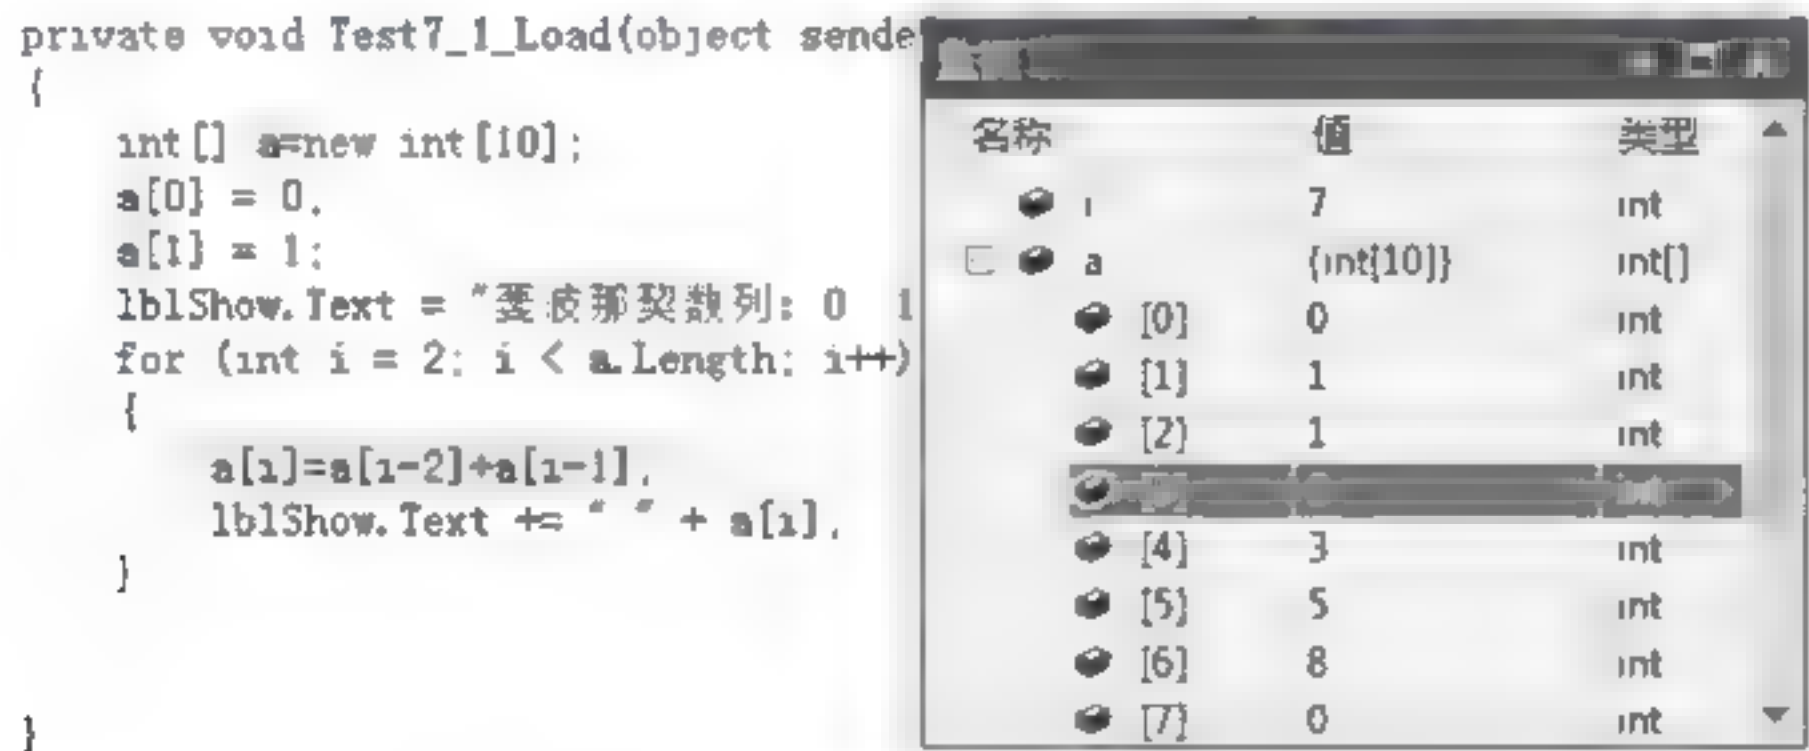 private void Test7_1_Load(object sende
{
int[] a=new int[10];
a[0] = 0;
a[1] = 1;
lblShow.Text = "斐波那契数列: 0 1
for (int i = 2; i < a.Length; i++)
{
a[i]=a[i-2]+a[i-1];
lblShow.Text += " " + a[i];
}
}
名称 值 类型
i 7 int
a {int[10]} int[]
[0] 0 int
[1] 1 int
[2] 1 int
int
[4] 3 int
[5] 5 int
[6] 8 int
[7] 0 int